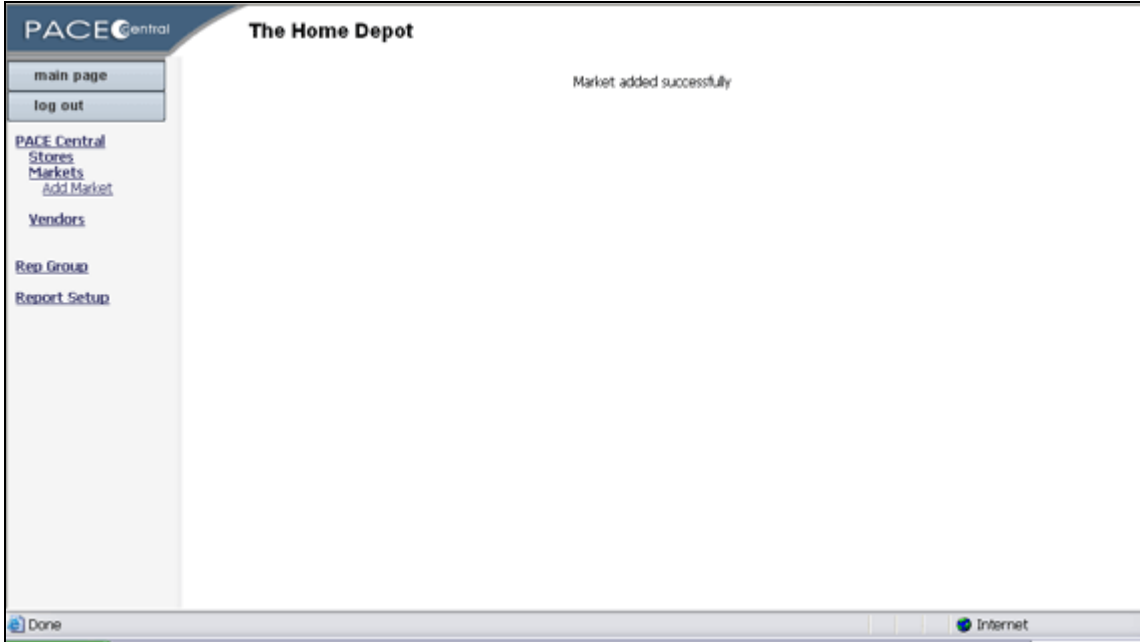 PACE Central
The Home Depot
main page
log out
Market added successfully
PACE Central
Stores
Markets
Add Market
Vendors
Rep Group
Report Setup
Done
Internet